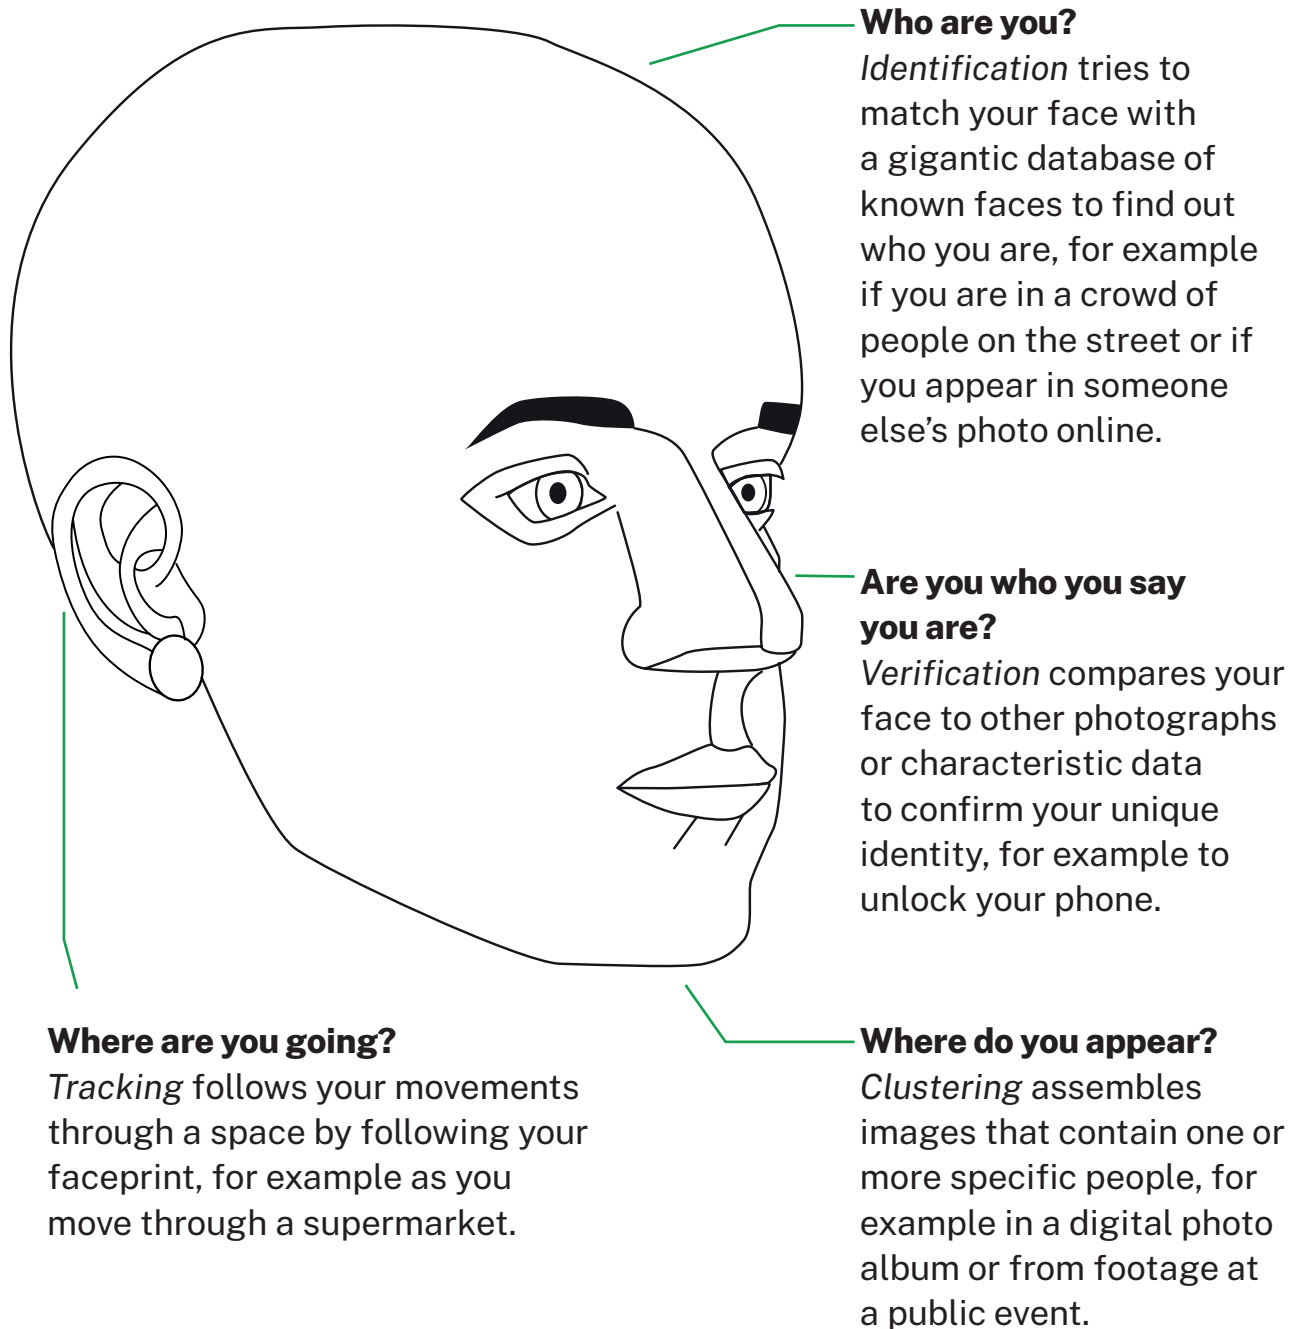 Who are you?
Identification tries to
match your face with
a gigantic database of
known faces to find out
who you are, for example
if you are in a crowd of
people on the street or if
you appear in someone
else’s photo online.
Are you who you say
you are?
Verification compares your
face to other photographs
or characteristic data
to confirm your unique
identity, for example to
unlock your phone.
Where are you going?
Tracking follows your movements
through a space by following your
faceprint, for example as you
move through a supermarket.
Where do you appear?
Clustering assembles
images that contain one or
more specific people, for
example in a digital photo
album or from footage at
a public event.